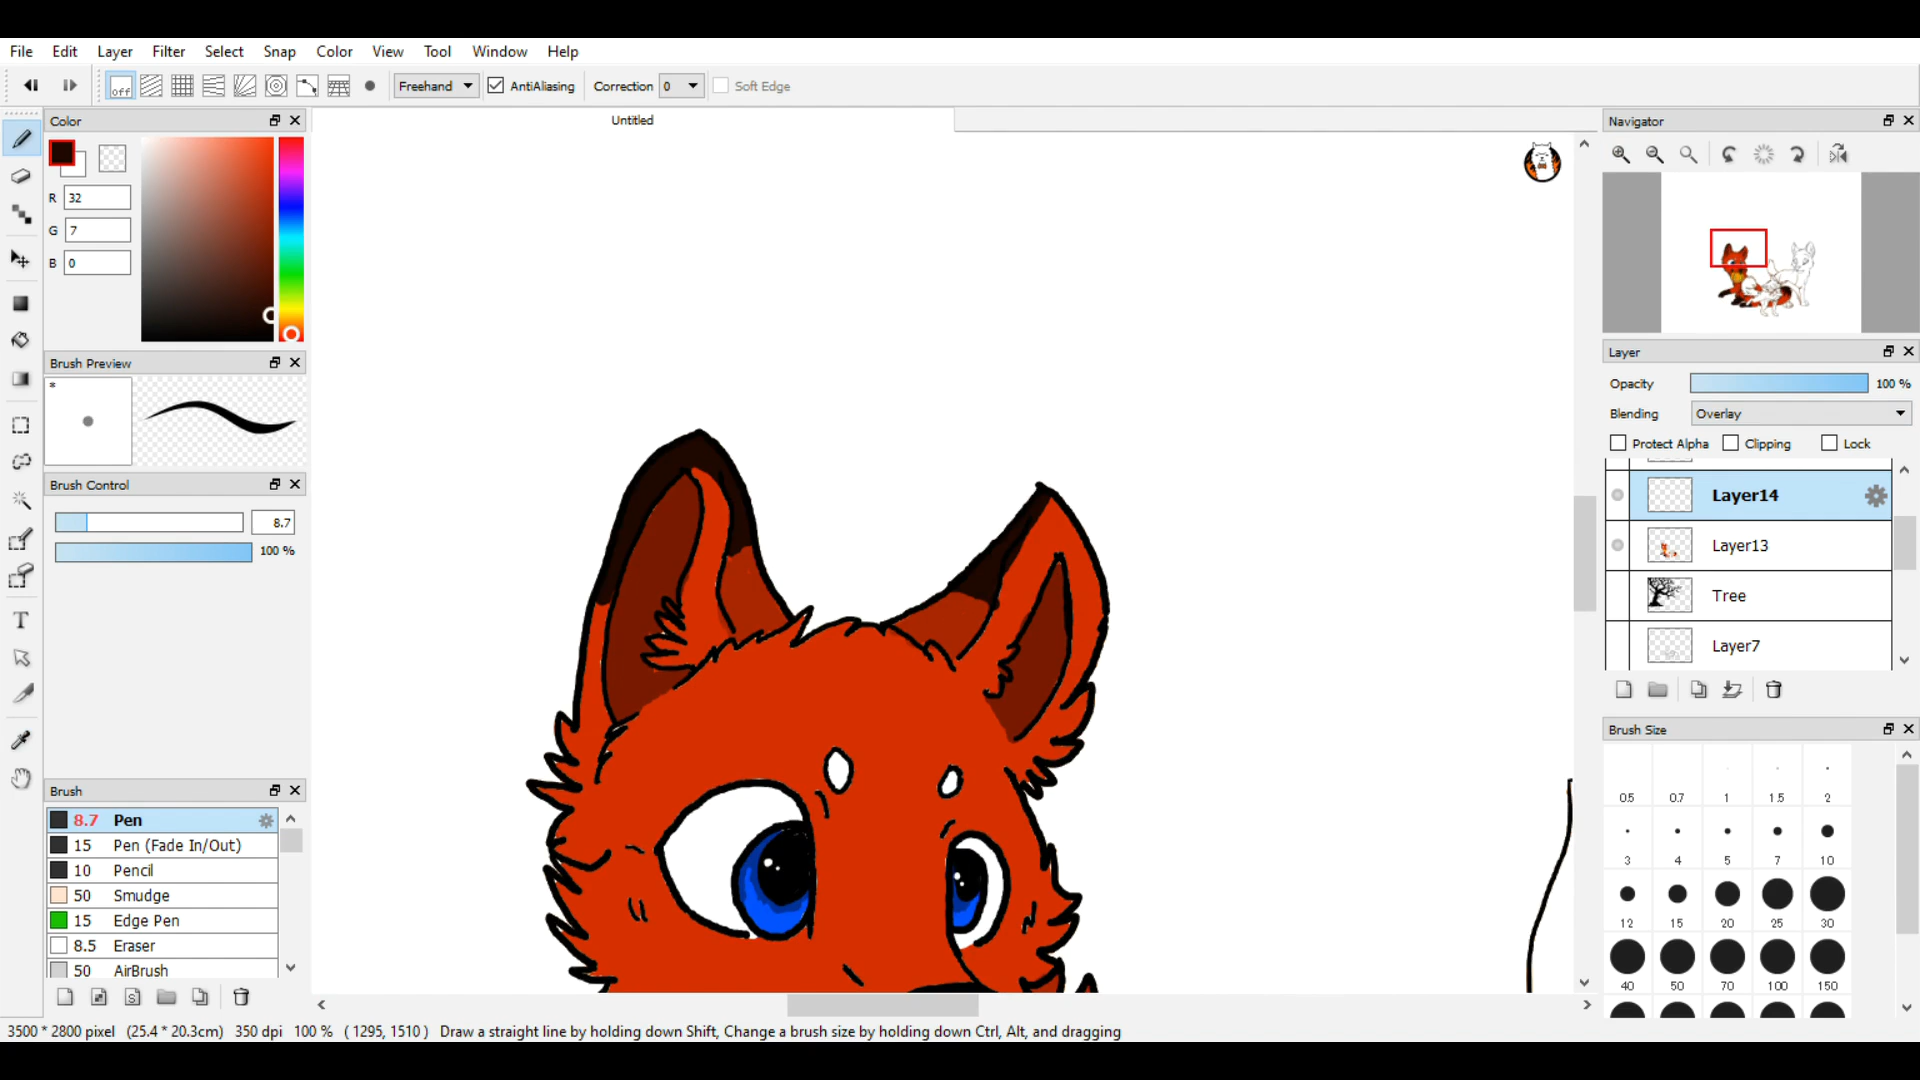 File Edit Layer Filter Select Snap Color View Tool Window Help
off Freehand AntiAliasing Correction 0 Soft Edge
Color
R 32
G 7
B 0
Brush Preview
*
Brush Control
8.7
100 %
Brush
8.7 Pen
15 Pen (Fade In/Out)
10 Pencil
50 Smudge
15 Edge Pen
8.5 Eraser
50 AirBrush
S
T
Untitled
Navigator
Layer
Opacity 100 %
Blending Overlay
Protect Alpha Clipping Lock
Layer14
Layer13
Tree
Layer7
Brush Size
0.5 0.7 1 1.5 2
3 4 5 7 10
12 15 20 25 30
40 50 70 100 150
3500 * 2800 pixel (25.4 * 20.3cm) 350 dpi 100 % ( 1295, 1510 ) Draw a straight line by holding down Shift, Change a brush size by holding down Ctrl, Alt, and dragging